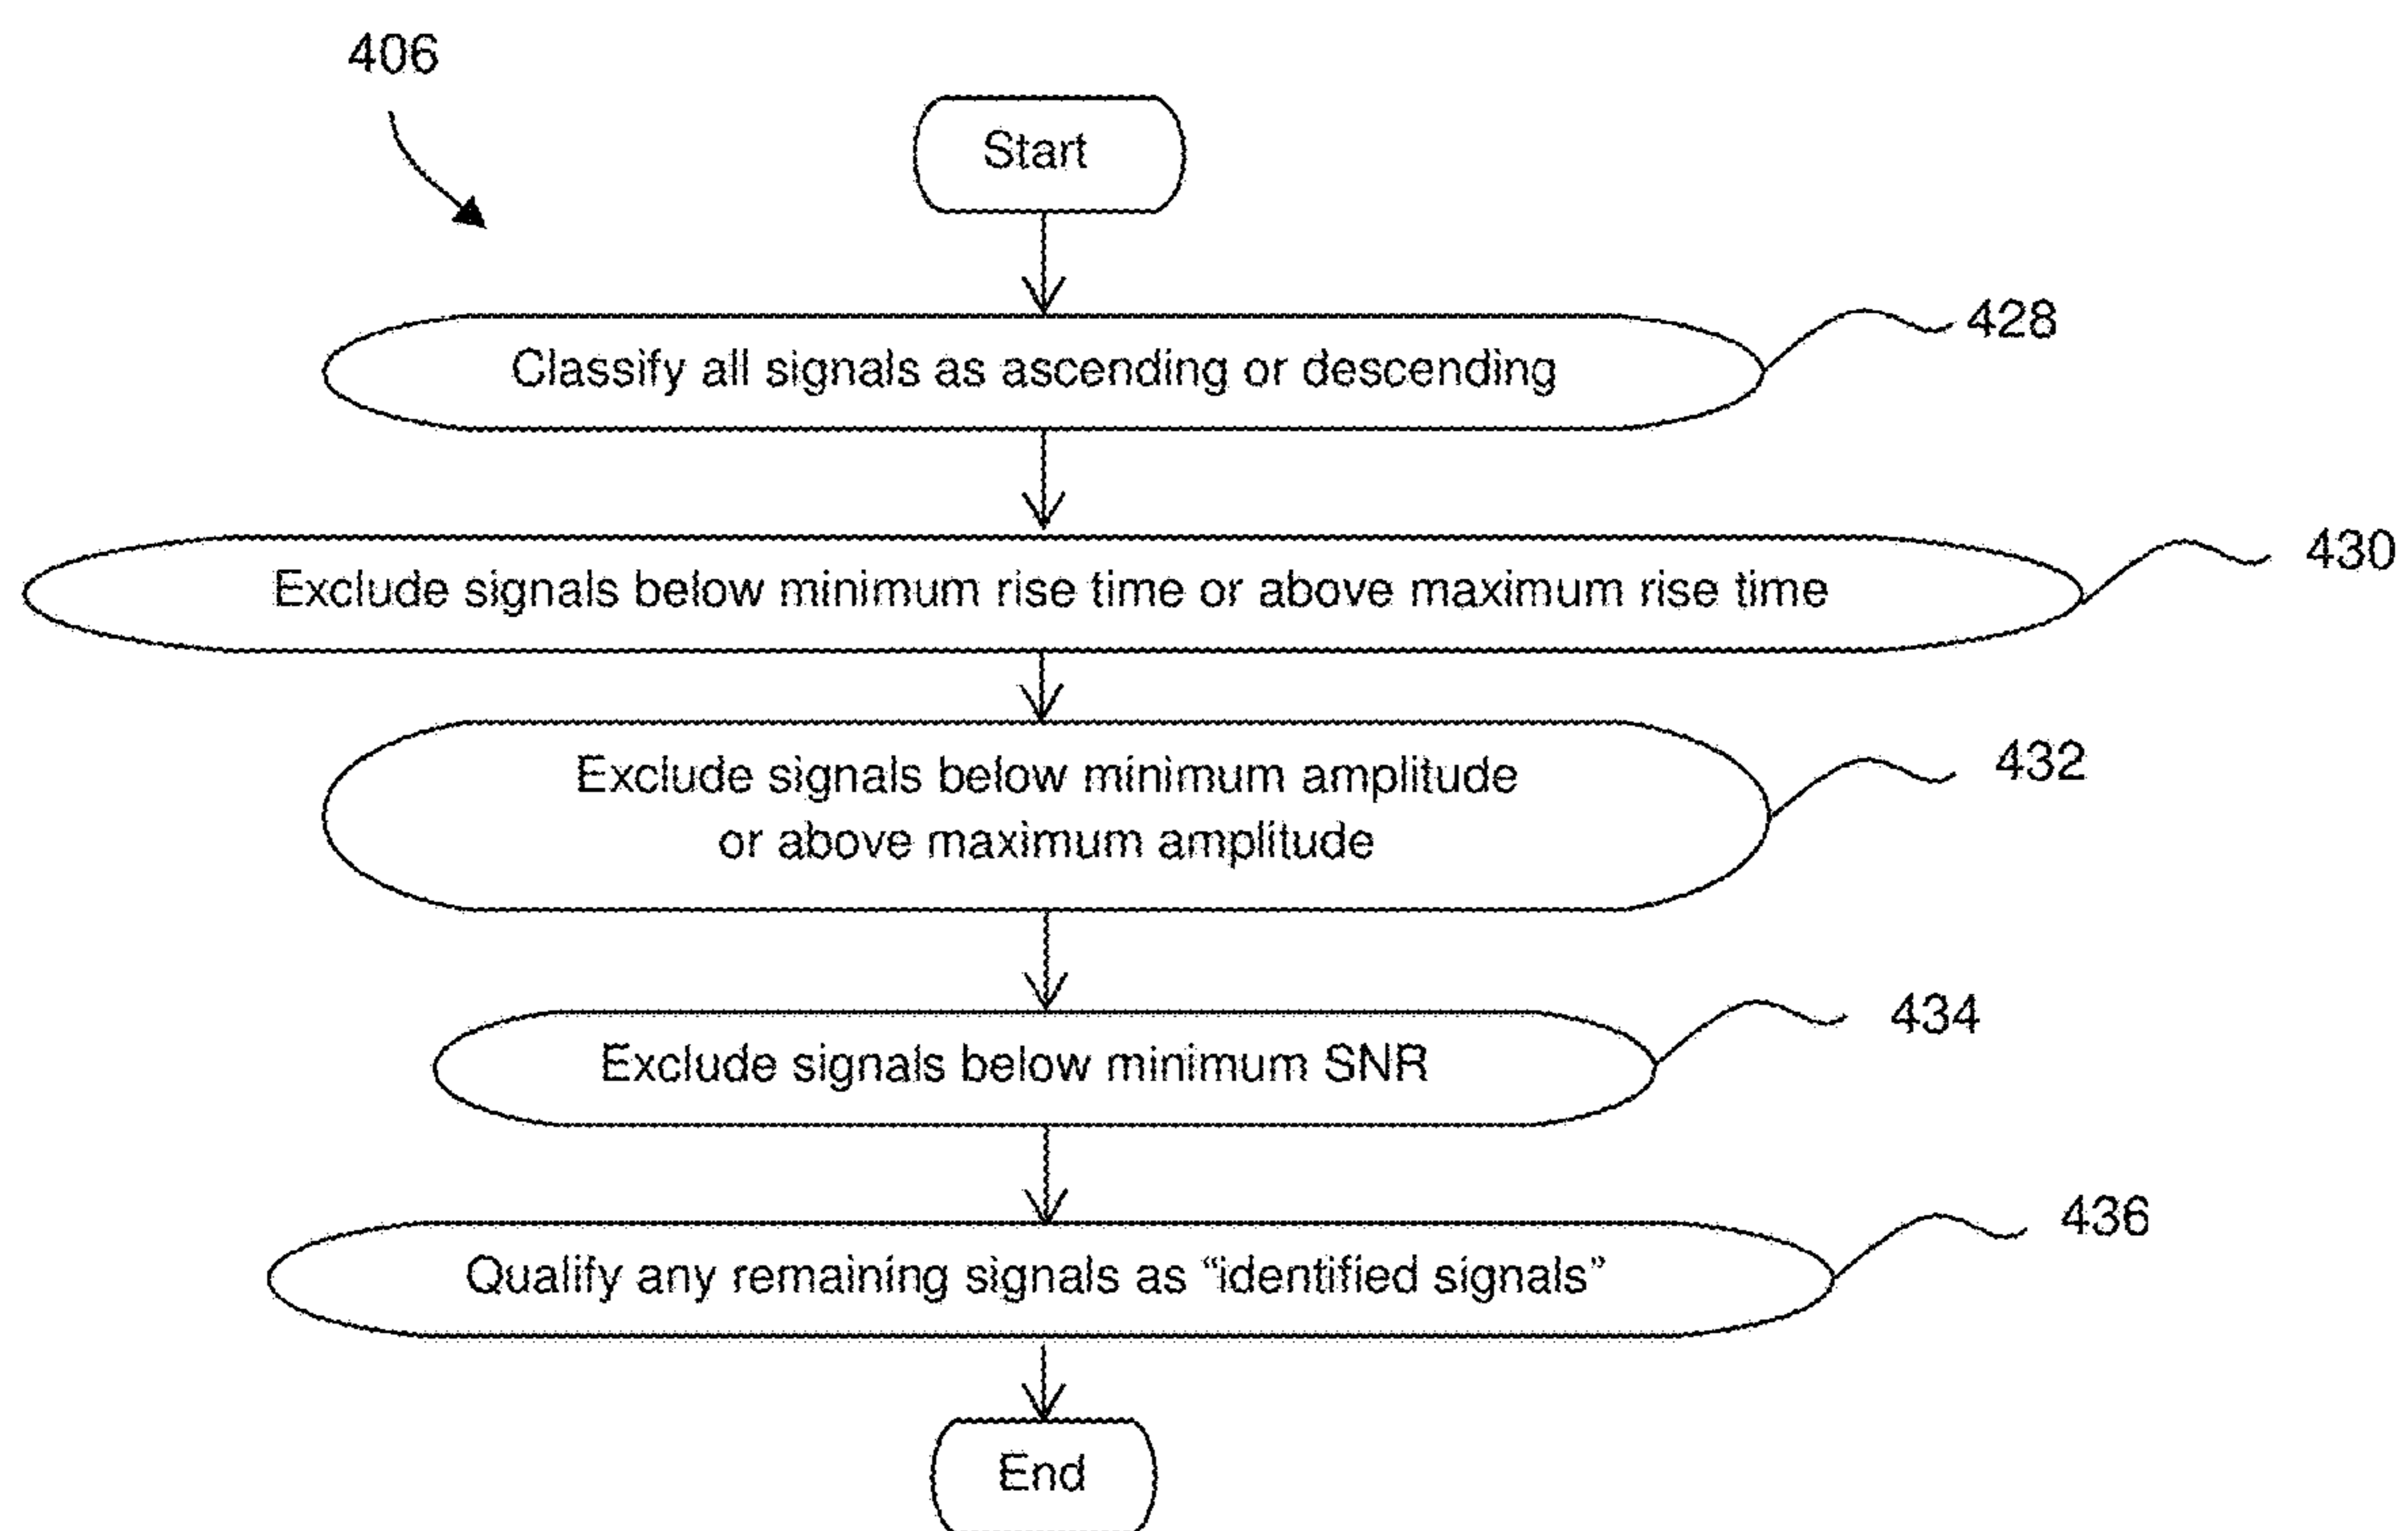 406
Start
Classify all signals as ascending or descending
428
Exclude signals below minimum rise time or above maximum rise time
430
Exclude signals below minimum amplitude
or above maximum amplitude
432
Exclude signals below minimum SNR
434
Qualify any remaining signals as “identified signals”
436
End